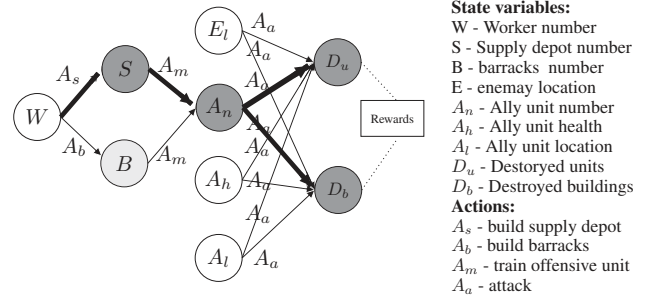 E_l
A_a
A_a
D_u
S
A_m
A_s
A_a
A_n
Rewards
W
A_a
A_b
B
A_m
A_a
A_h
A_a
D_b
A_a
A_l
A_a
State variables:
W - Worker number
S - Supply depot number
B - barracks number
E - enemay location
A_n - Ally unit number
A_h - Ally unit health
A_l - Ally unit location
D_u - Destoryed units
D_b - Destroyed buildings
Actions:
A_s - build supply depot
A_b - build barracks
A_m - train offensive unit
A_a - attack